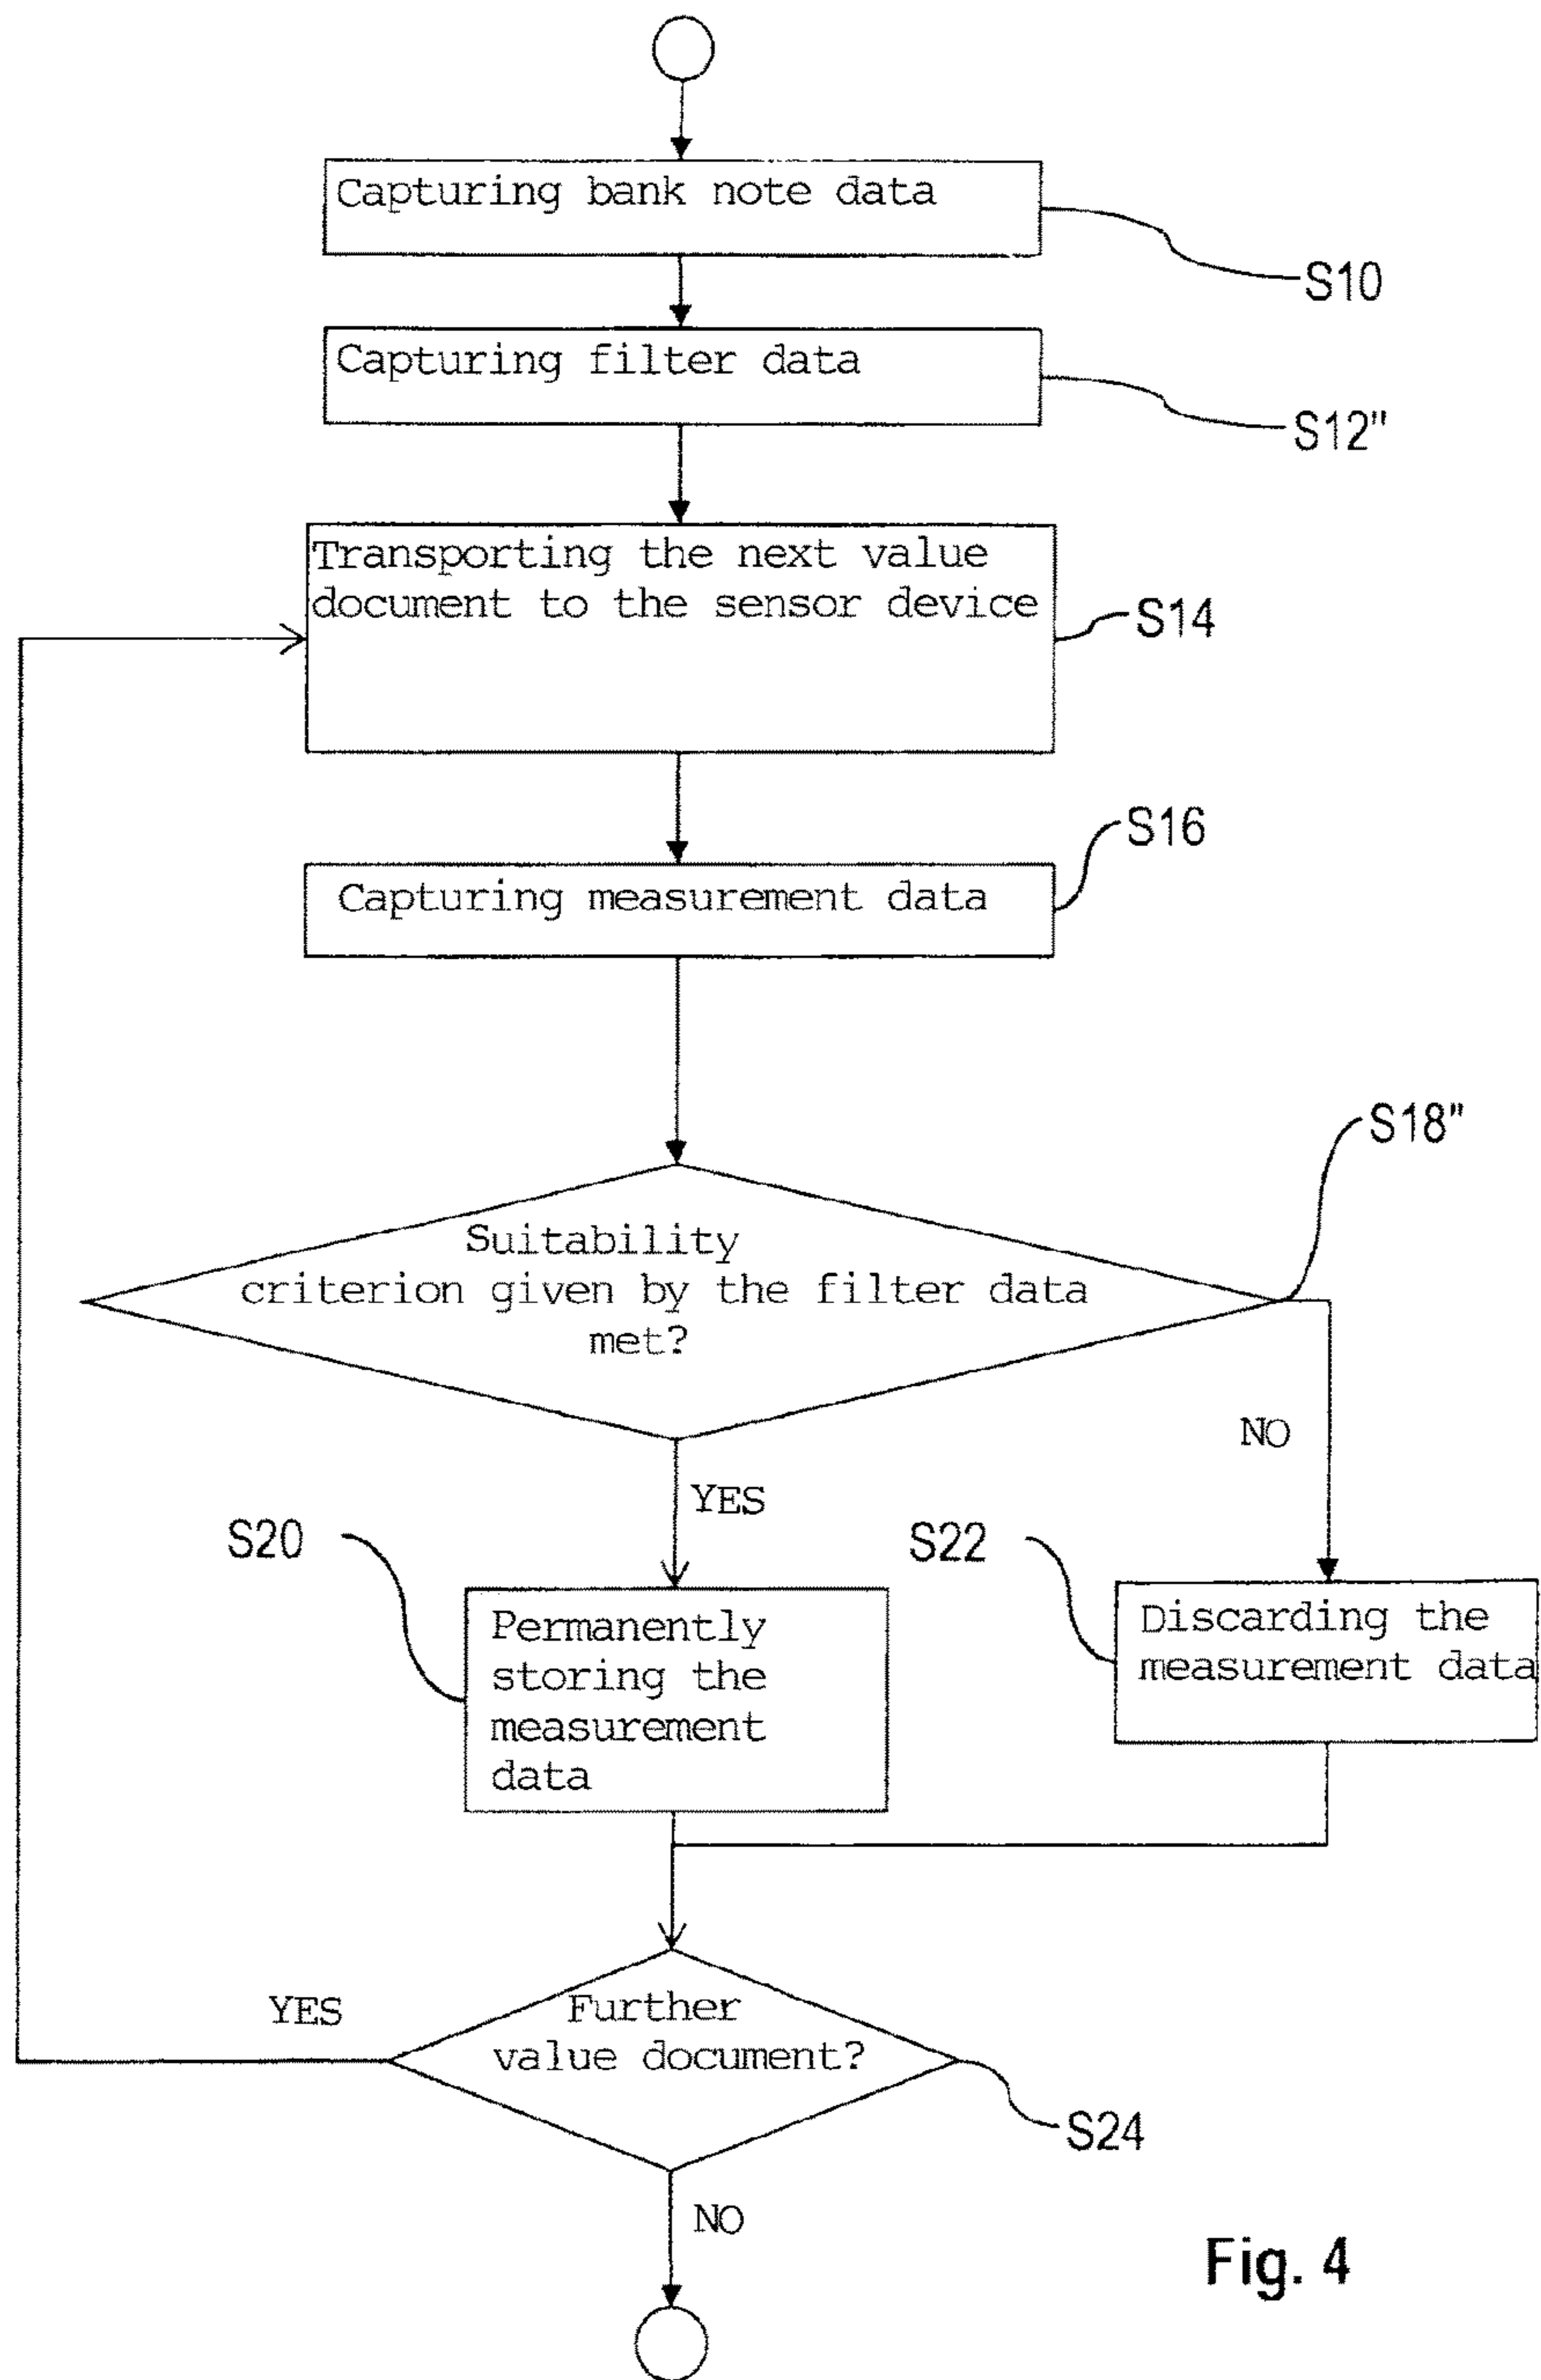 Capturing bank note data
S10
Capturing filter data
S12"
Transporting the next value
document to the sensor device
S14
S16
Capturing measurement data
S18"
Suitability
criterion given by the filter data
met?
NO
YES
S20
S22
Permanently
storing the
measurement
data
Discarding the
measurement data
YES
Further
value document?
S24
NO
Fig. 4